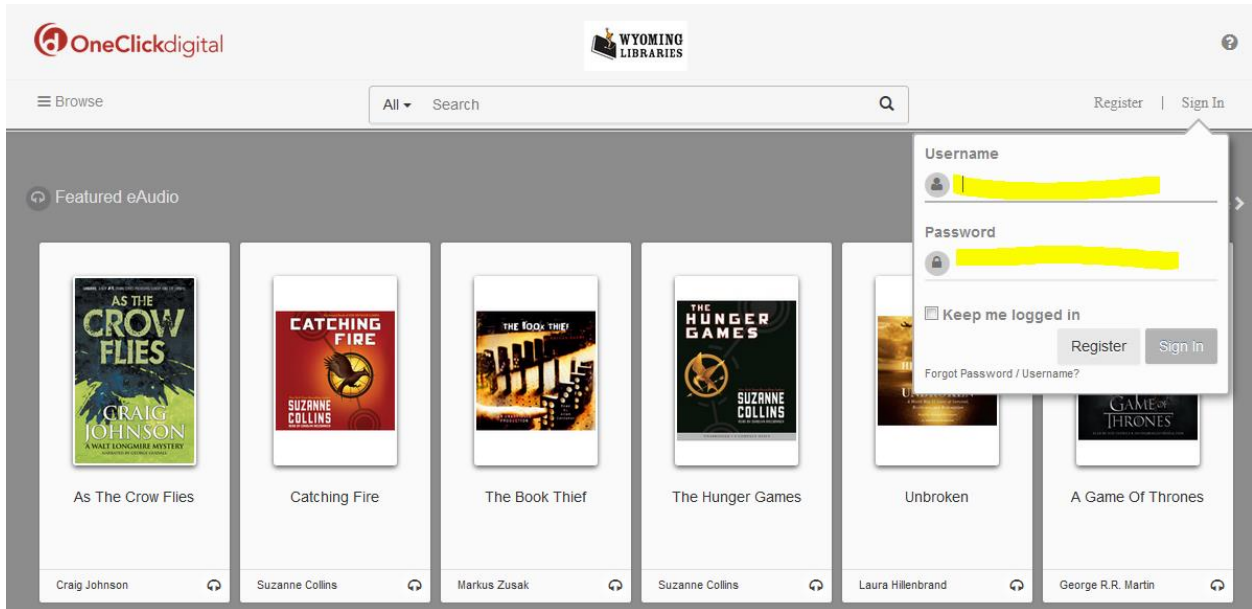 OneClickdigital
WYOMING
LIBRARIES
Browse
All Search
Register | Sign In
Username
Password
Keep me logged in
Register Sign In
Forgot Password / Username?
Featured eAudio
AS THE
CROW
FLIES
CRAIG
JOHNSON
A WALT LONGMIRE MYSTERY
CATCHING
FIRE
SUZANNE
COLLINS
THE BOOK THIEF
THE
HUNGER
GAMES
SUZANNE
COLLINS
UNBROKEN
GAME OF
THRONES
As The Crow Flies
Catching Fire
The Book Thief
The Hunger Games
Unbroken
A Game Of Thrones
Craig Johnson
Suzanne Collins
Markus Zusak
Suzanne Collins
Laura Hillenbrand
George R.R. Martin